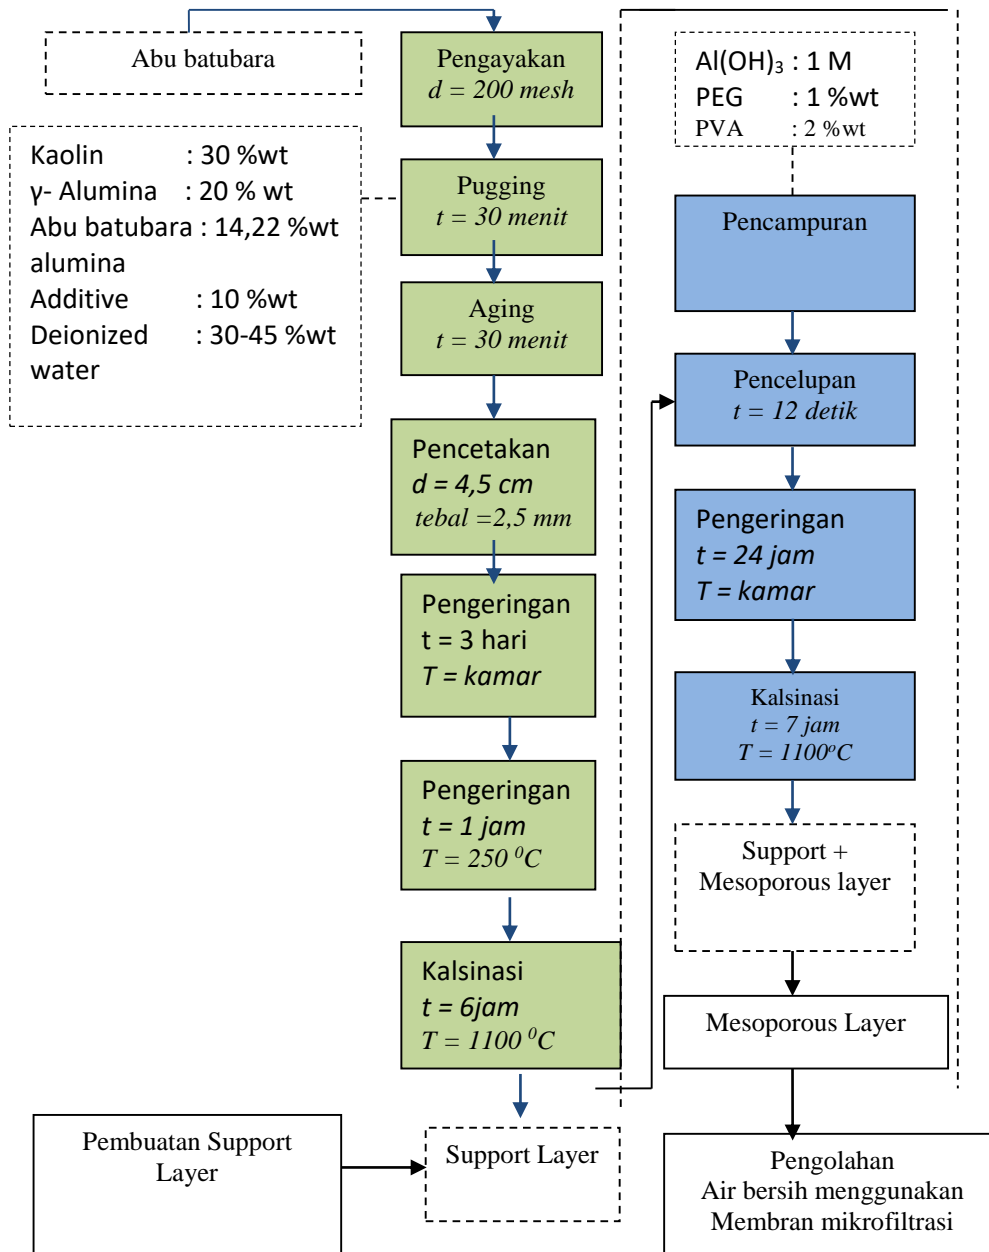 Abu batubara
Pengayakan
d = 200 mesh
Kaolin : 30 %wt
γ- Alumina : 20 % wt
Abu batubara : 14,22 %wt
alumina
Additive : 10 %wt
Deionized : 30-45 %wt
water
Pugging
t = 30 menit
Aging
t = 30 menit
Pencetakan
d = 4,5 cm
tebal =2,5 mm
Pengeringan
t = 3 hari
T = kamar
Pengeringan
t = 1 jam
T = 250 ⁰C
Kalsinasi
t = 6jam
T = 1100 ⁰C
Pembuatan Support
Layer
Support Layer
Al(OH)₃ : 1 M
PEG : 1 %wt
PVA : 2 %wt
Pencampuran
Pencelupan
t = 12 detik
Pengeringan
t = 24 jam
T = kamar
Kalsinasi
t = 7 jam
T = 1100ᵒC
Support +
Mesoporous layer
Mesoporous Layer
Pengolahan
Air bersih menggunakan
Membran mikrofiltrasi